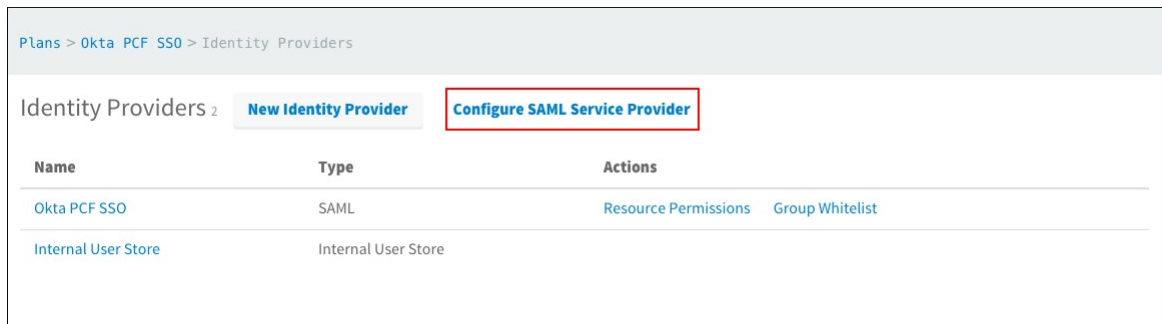 Plans > Okta PCF SSO > Identity Providers
Identity Providers 2 New Identity Provider Configure SAML Service Provider
Name Type Actions
Okta PCF SSO SAML Resource Permissions Group Whitelist
Internal User Store Internal User Store